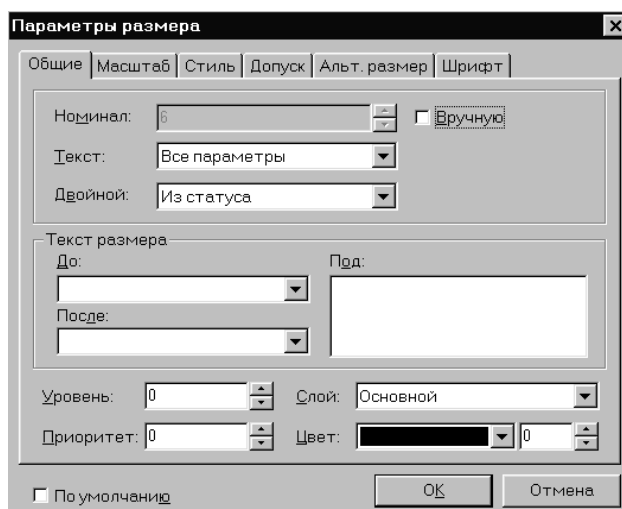 Параметры размера
Общие Масштаб Стиль Допуск Альт. размер Шрифт
Номинал: 6 Вручную
Текст: Все параметры
Двойной: Из статуса
Текст размера
До: Под:
После:
Уровень: 0 Слой: Основной
Приоритет: 0 Цвет: 0
По умолчанию OK Отмена